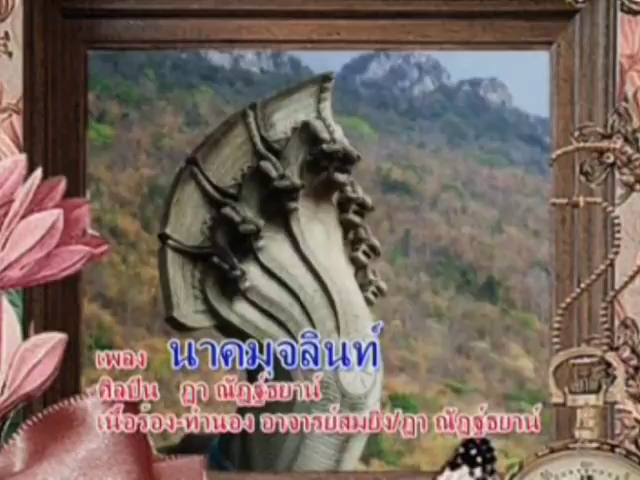 เพลง นาคมุจลินท์
ศิลปิน ฎา ณัฏฐ์ธยาน์
เนื้อร้อง-ทำนอง อาจารย์สมยิง/ฎา ณัฏฐ์ธยาน์